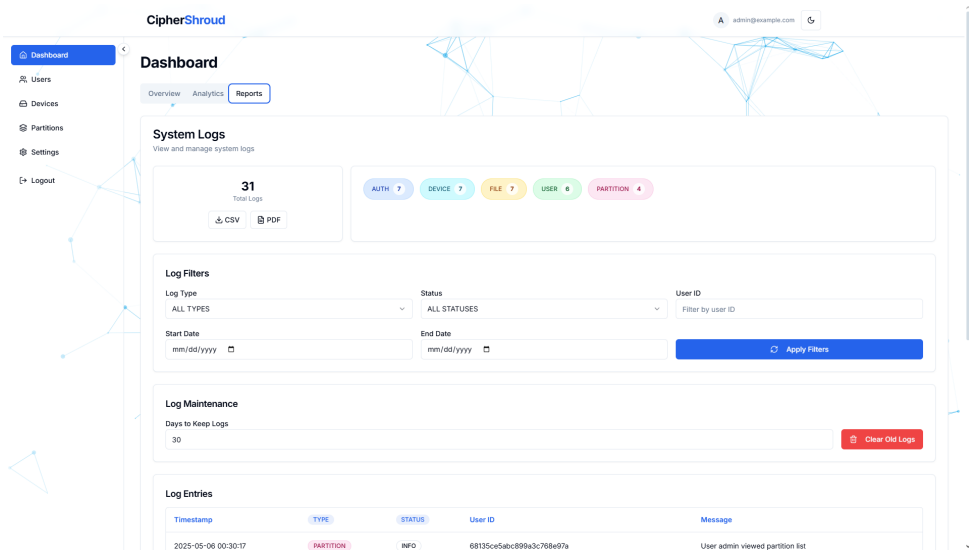 CipherShroud
A admin@example.com
Dashboard
Users
Devices
Partitions
Settings
Logout
Dashboard
Overview Analytics Reports
System Logs
View and manage system logs
31
Total Logs
CSV PDF
AUTH 7 DEVICE 7 FILE 7 USER 6 PARTITION 4
Log Filters
Log Type Status User ID
ALL TYPES ALL STATUSES Filter by user ID
Start Date End Date
mm/dd/yyyy mm/dd/yyyy Apply Filters
Log Maintenance
Days to Keep Logs
30 Clear Old Logs
Log Entries
Timestamp TYPE STATUS User ID Message
2025-05-06 00:30:17 PARTITION INFO 68135ce5abc899a3c768e97a User admin viewed partition list